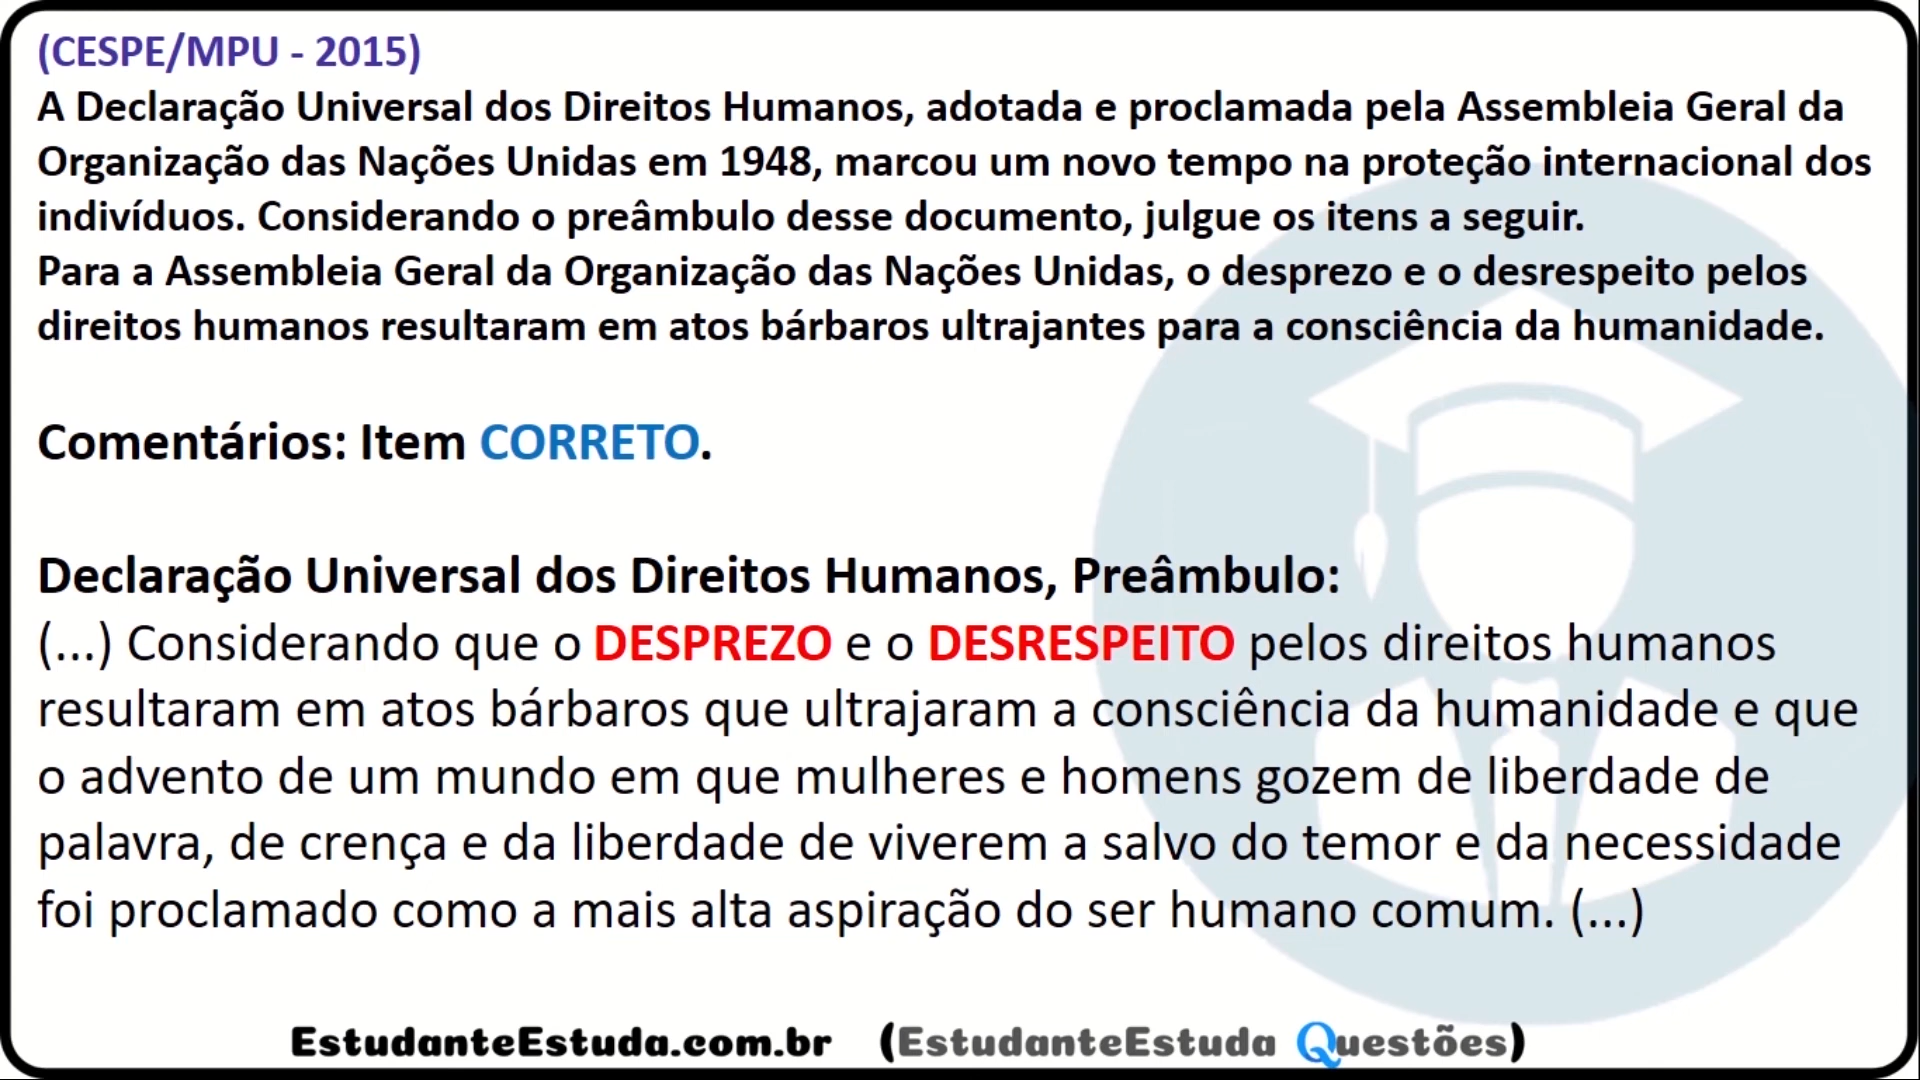 (CESPE/MPU - 2015)
A Declaração Universal dos Direitos Humanos, adotada e proclamada pela Assembleia Geral da
Organização das Nações Unidas em 1948, marcou um novo tempo na proteção internacional dos
indivíduos. Considerando o preâmbulo desse documento, julgue os itens a seguir.
Para a Assembleia Geral da Organização das Nações Unidas, o desprezo e o desrespeito pelos
direitos humanos resultaram em atos bárbaros ultrajantes para a consciência da humanidade.
Comentários: Item CORRETO.
Declaração Universal dos Direitos Humanos, Preâmbulo:
(...) Considerando que o DESPREZO e o DESRESPEITO pelos direitos humanos
resultaram em atos bárbaros que ultrajaram a consciência da humanidade e que
o advento de um mundo em que mulheres e homens gozem de liberdade de
palavra, de crença e da liberdade de viverem a salvo do temor e da necessidade
foi proclamado como a mais alta aspiração do ser humano comum. (...)
EstudanteEstuda.com.br (EstudanteEstuda Questões)